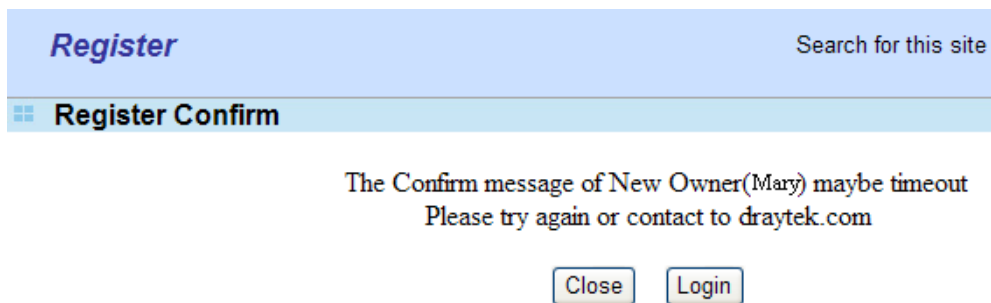 Register
Search for this site
Register Confirm
The Confirm message of New Owner(Mary) maybe timeout
Please try again or contact to draytek.com
Close
Login